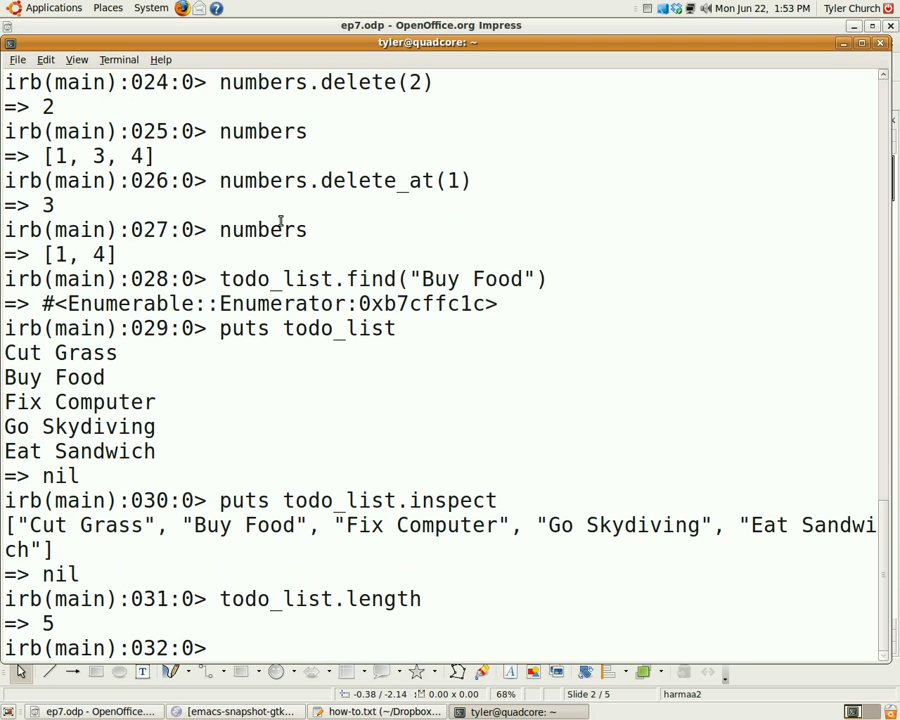 Applications Places System Mon Jun 22, 1:53 PM Tyler Church
ep7.odp - OpenOffice.org Impress
tyler@quadcore: ~
File Edit View Terminal Help
irb(main):024:0> numbers.delete(2)
=> 2
irb(main):025:0> numbers
=> [1, 3, 4]
irb(main):026:0> numbers.delete_at(1)
=> 3
irb(main):027:0> numbers
=> [1, 4]
irb(main):028:0> todo_list.find("Buy Food")
=> #<Enumerable::Enumerator:0xb7cffc1c>
irb(main):029:0> puts todo_list
Cut Grass
Buy Food
Fix Computer
Go Skydiving
Eat Sandwich
=> nil
irb(main):030:0> puts todo_list.inspect
["Cut Grass", "Buy Food", "Fix Computer", "Go Skydiving", "Eat Sandwi
ch"]
=> nil
irb(main):031:0> todo_list.length
=> 5
irb(main):032:0>
-0.38 / -2.14 0.00 x 0.00 68% Slide 2 / 5 harmaa2
ep7.odp - OpenOffice.... [emacs-snapshot-gtk... how-to.txt (~/Dropbox... tyler@quadcore: ~